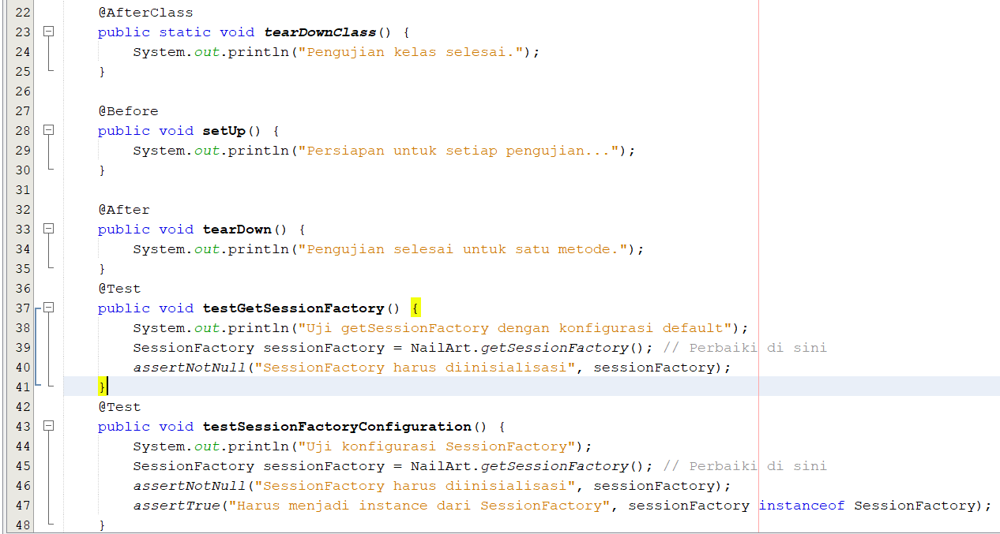 22 @AfterClass
23 public static void tearDownClass() {
24 System.out.println("Pengujian kelas selesai.");
25 }
26
27 @Before
28 public void setUp() {
29 System.out.println("Persiapan untuk setiap pengujian...");
30 }
31
32 @After
33 public void tearDown() {
34 System.out.println("Pengujian selesai untuk satu metode.");
35 }
36 @Test
37 public void testGetSessionFactory() {
38 System.out.println("Uji getSessionFactory dengan konfigurasi default");
39 SessionFactory sessionFactory = NailArt.getSessionFactory(); // Perbaiki di sini
40 assertNotNull("SessionFactory harus diinisialisasi", sessionFactory);
41 }
42 @Test
43 public void testSessionFactoryConfiguration() {
44 System.out.println("Uji konfigurasi SessionFactory");
45 SessionFactory sessionFactory = NailArt.getSessionFactory(); // Perbaiki di sini
46 assertNotNull("SessionFactory harus diinisialisasi", sessionFactory);
47 assertTrue("Harus menjadi instance dari SessionFactory", sessionFactory instanceof SessionFactory);
48 }